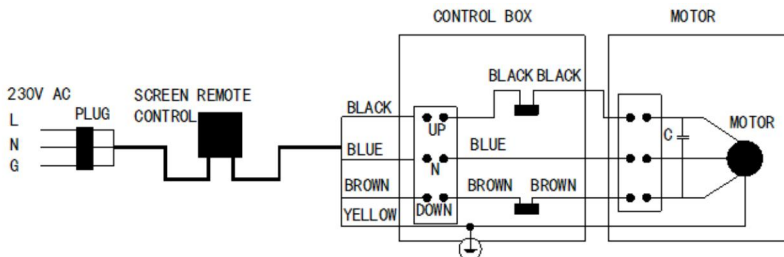 CONTROL BOX
MOTOR
BLACK BLACK
230V AC
SCREEN REMOTE
CONTROL
L
PLUG
BLACK
UP
C
MOTOR
N
BLUE
N
BLUE
G
BROWN
DOWN
BROWN
BROWN
YELLOW